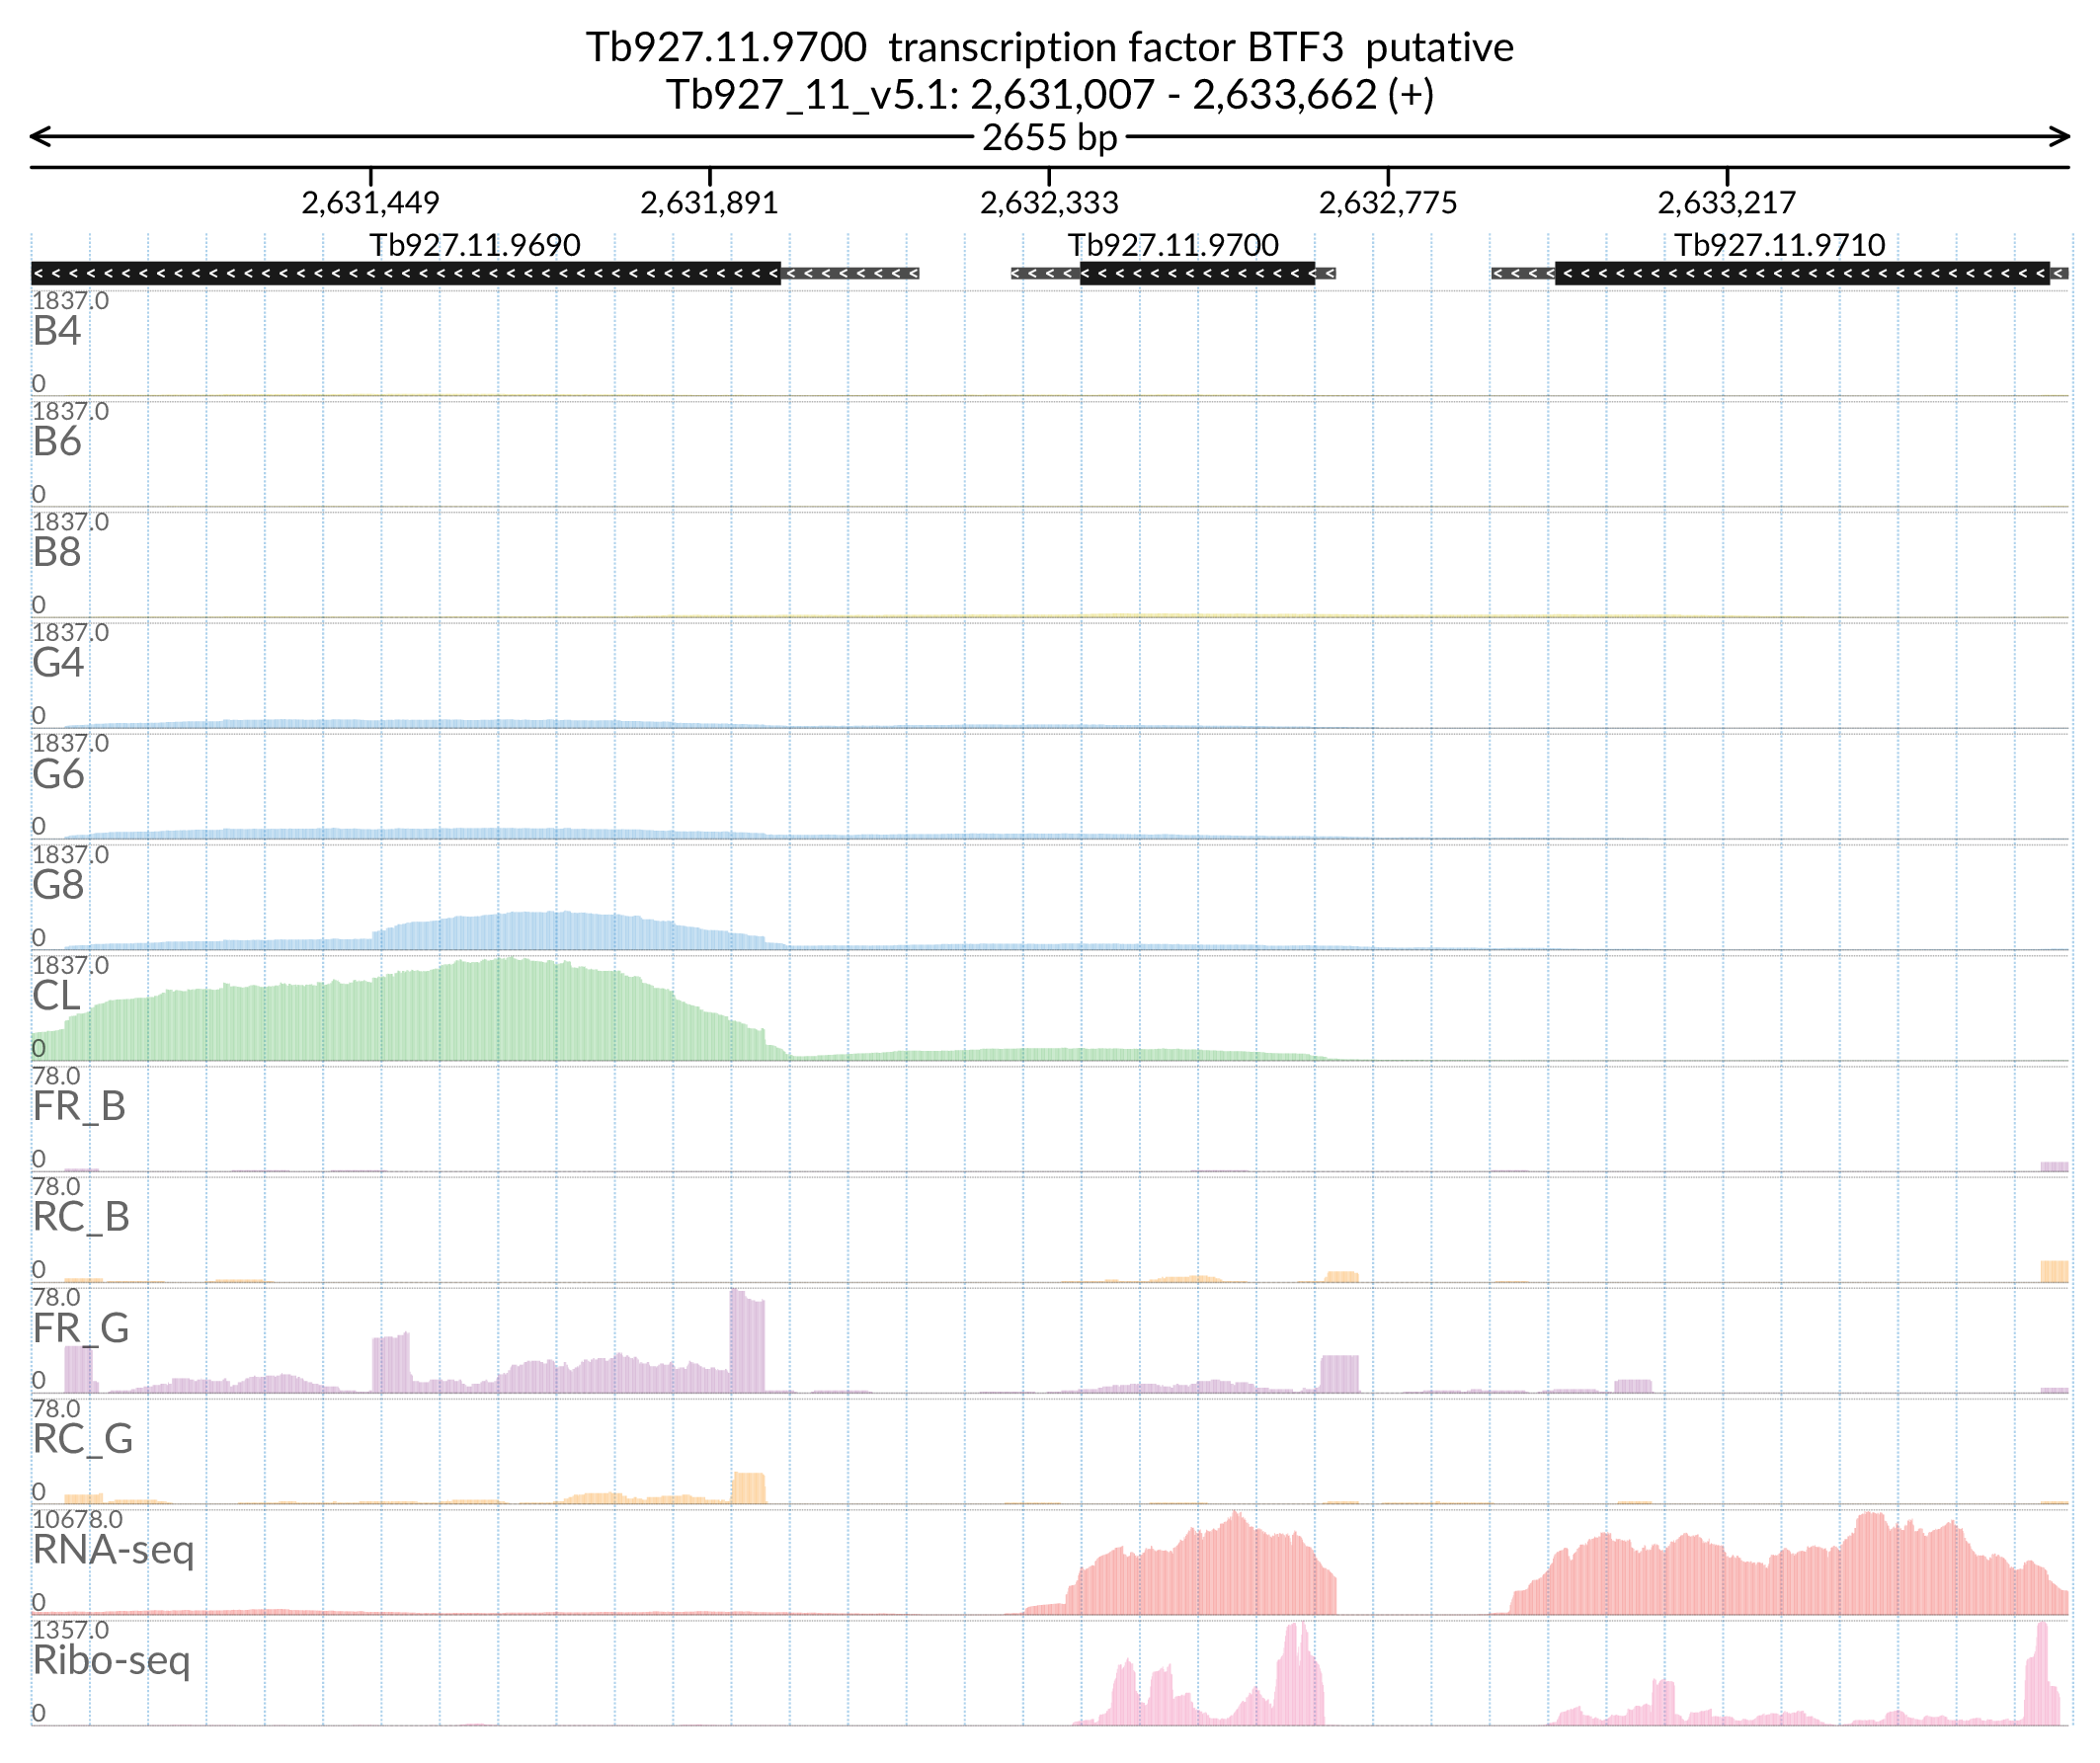 Tb927.11.9700  transcription factor BTF3  putative
Tb927_11_v5.1: 2,631,007 - 2,633,662 (+)
2655 bp
2,631,449 2,631,891 2,632,333 2,632,775 2,633,217
Tb927.11.9690 Tb927.11.9700 Tb927.11.9710
1837.0
B4
0
1837.0
B6
0
1837.0
B8
0
1837.0
G4
0
1837.0
G6
0
1837.0
G8
0
1837.0
CL
0
78.0
FR_B
0
78.0
RC_B
0
78.0
FR_G
0
78.0
RC_G
0
10678.0
RNA-seq
0
1357.0
Ribo-seq
0